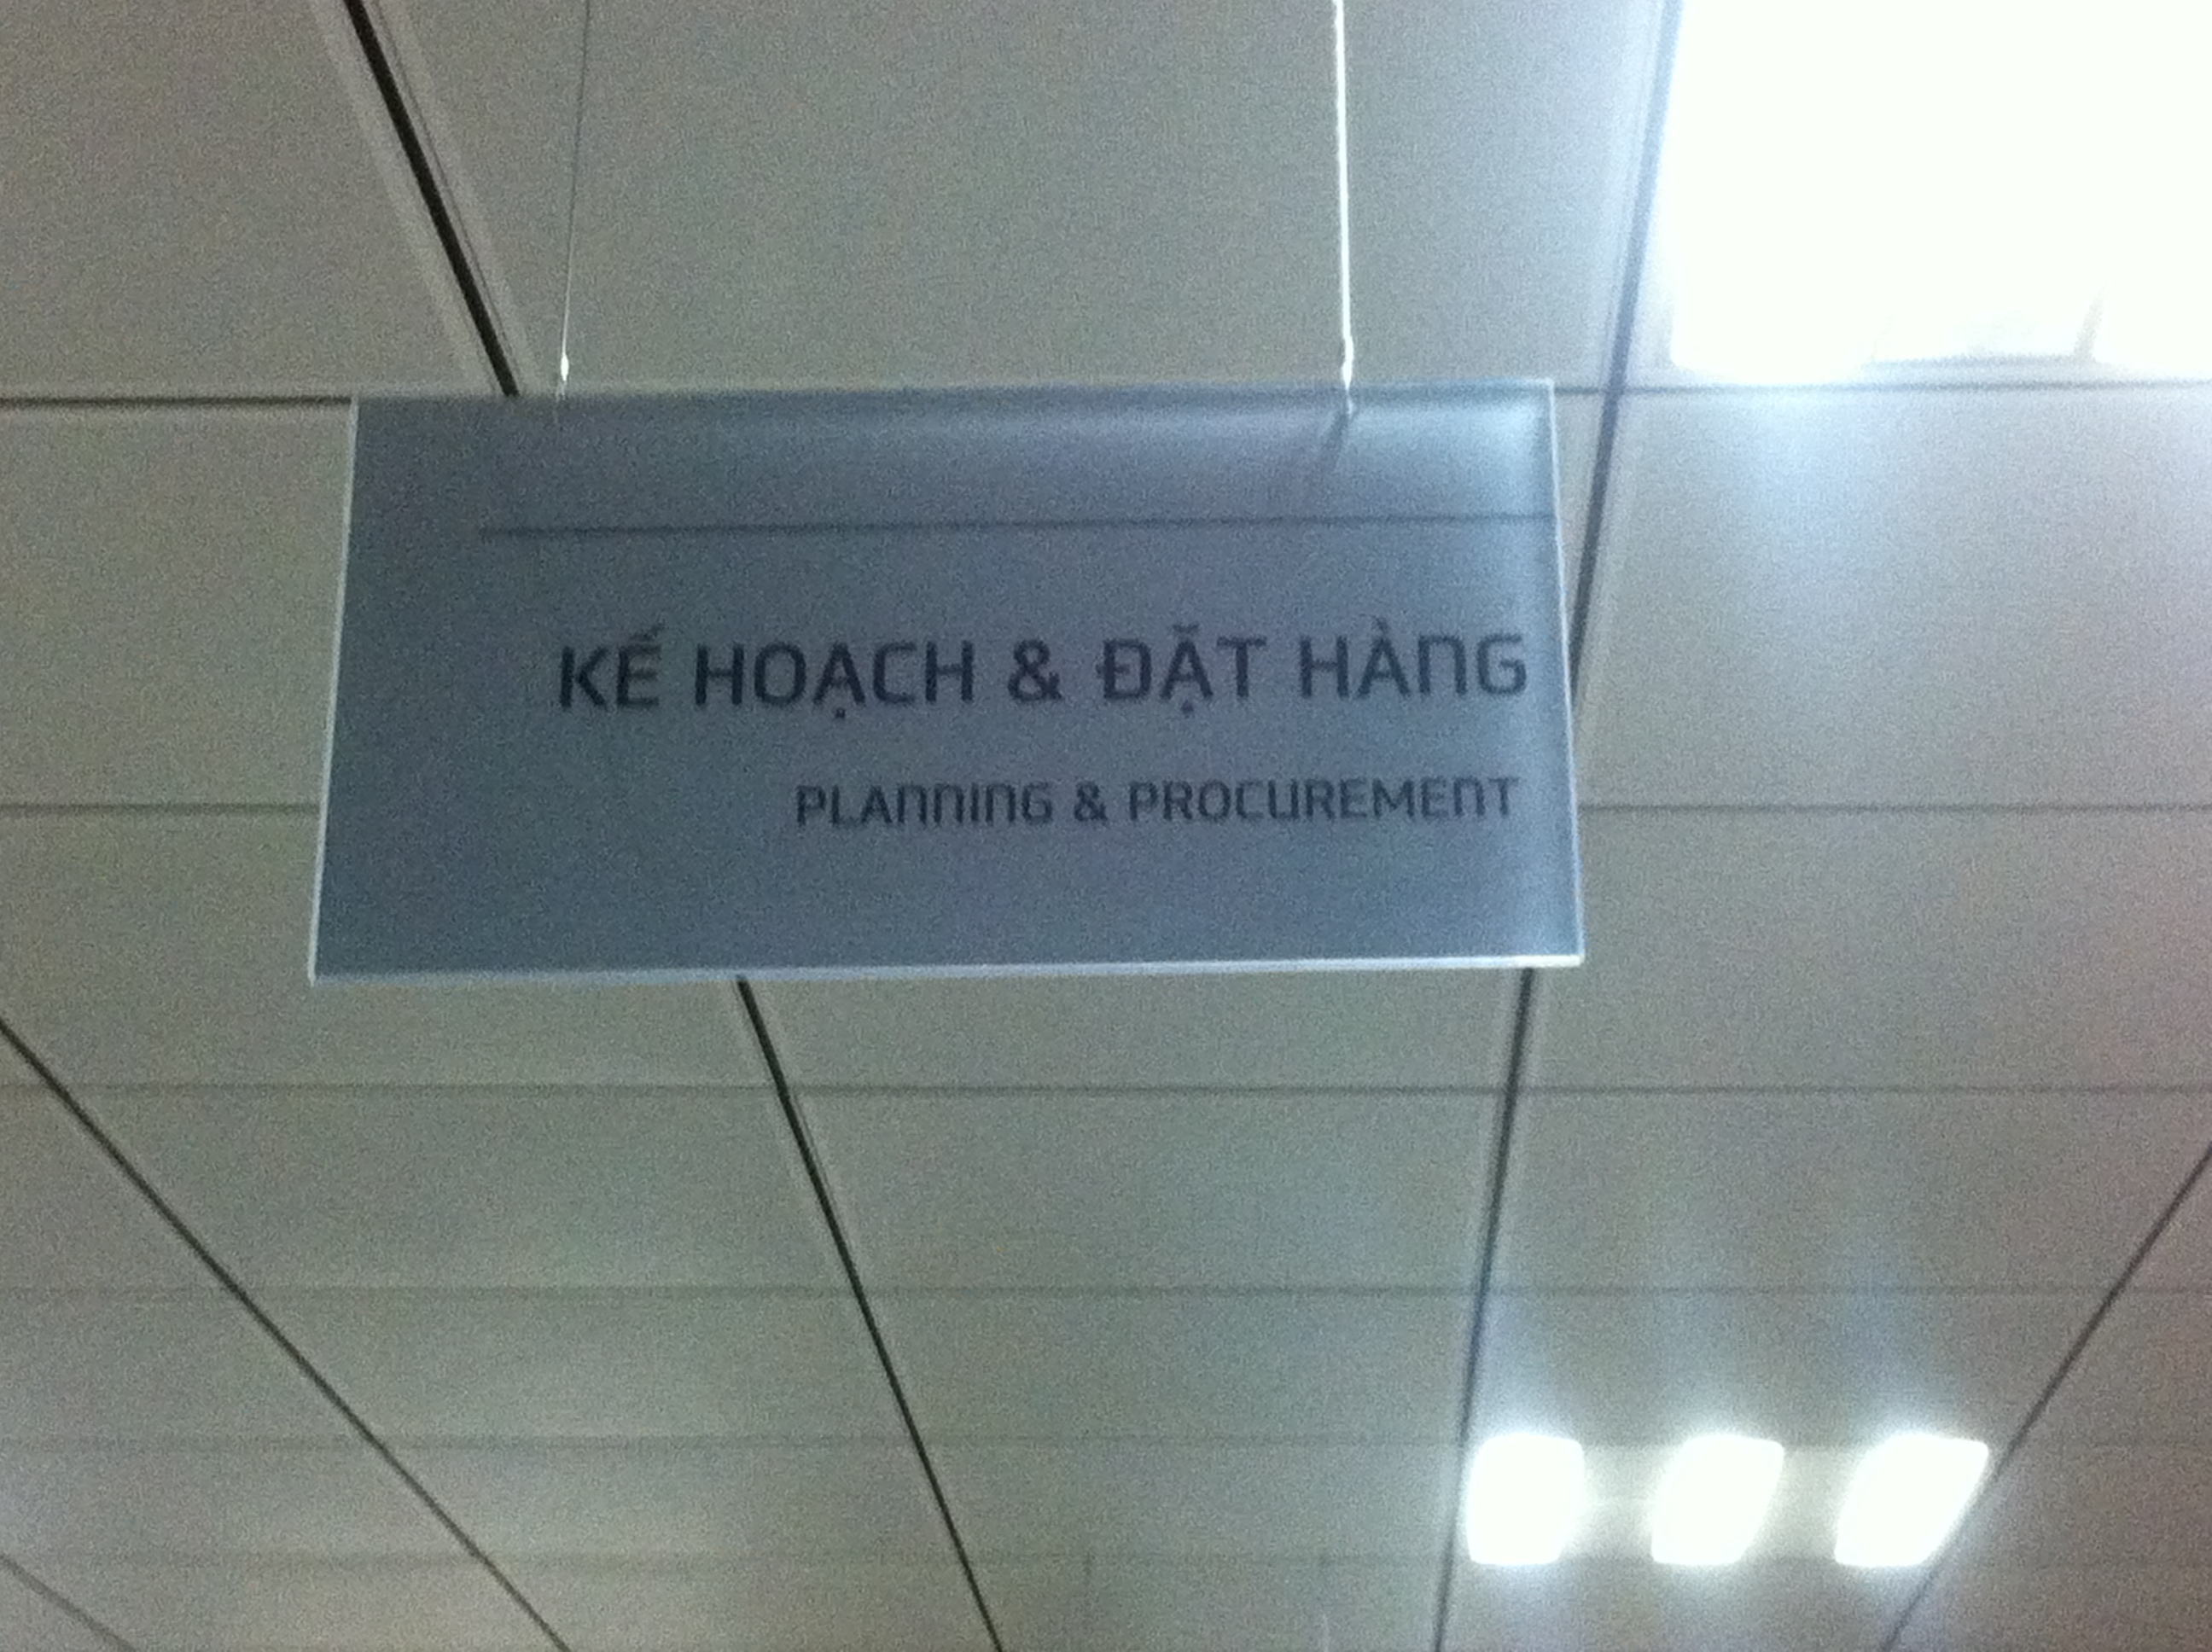 KẾ HOẠCH & ĐẶT HÀNG
PLANNING & PROCUREMENT